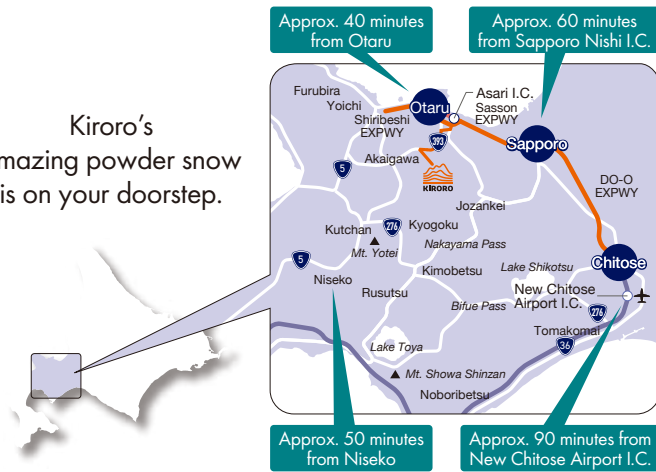 Approx. 40 minutes
from Otaru
Approx. 60 minutes
from Sapporo Nishi I.C.
Kiroro's
mazing powder snow
is on your doorstep.
Furubira
Yoichi
Otaru
Asari I.C.
Sasson
EXPWY
Shiribeshi
EXPWY
393
Sapporo
5
Akaigawa
KIRORO
DO-O
EXPWY
Jozankei
276
Kutchan
Kyogoku
Mt. Yotei
Nakayama Pass
5
Niseko
Kimobetsu
Lake Shikotsu
Chitose
Rusutsu
Bifue Pass
New Chitose
Airport I.C.
276
Tomakomai
36
Lake Toya
Mt. Showa Shinzan
Noboribetsu
Approx. 50 minutes
from Niseko
Approx. 90 minutes from
New Chitose Airport I.C.